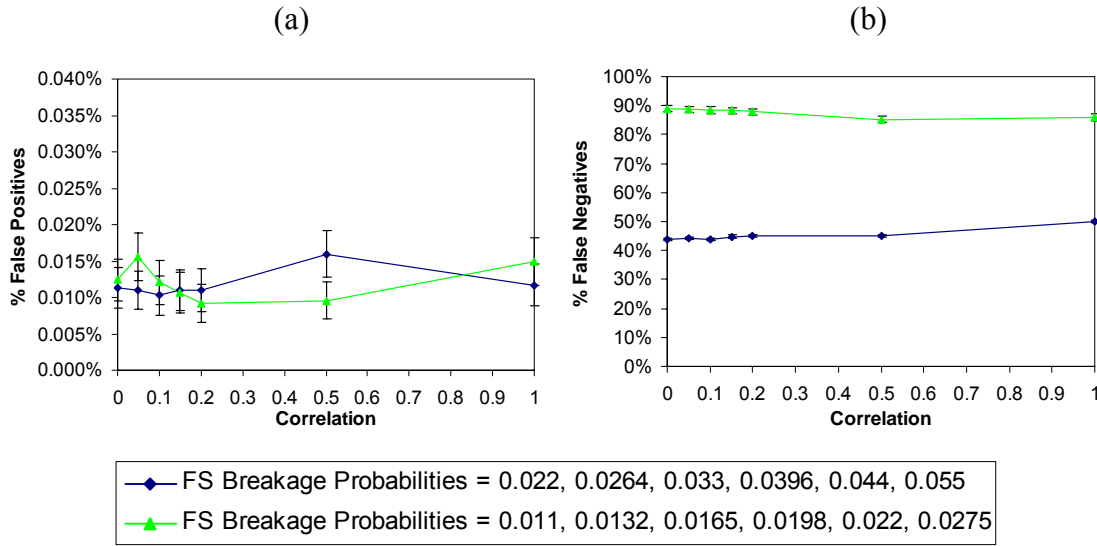 (a)
(b)
0.040%
0.035%
0.030%
0.025%
0.020%
0.015%
0.010%
0.005%
0.000%
% False Positives
0 0.1 0.2 0.3 0.4 0.5 0.6 0.7 0.8 0.9 1
Correlation
100%
90%
80%
70%
60%
50%
40%
30%
20%
10%
0%
% False Negatives
0 0.1 0.2 0.3 0.4 0.5 0.6 0.7 0.8 0.9 1
Correlation
FS Breakage Probabilities = 0.022, 0.0264, 0.033, 0.0396, 0.044, 0.055
FS Breakage Probabilities = 0.011, 0.0132, 0.0165, 0.0198, 0.022, 0.0275